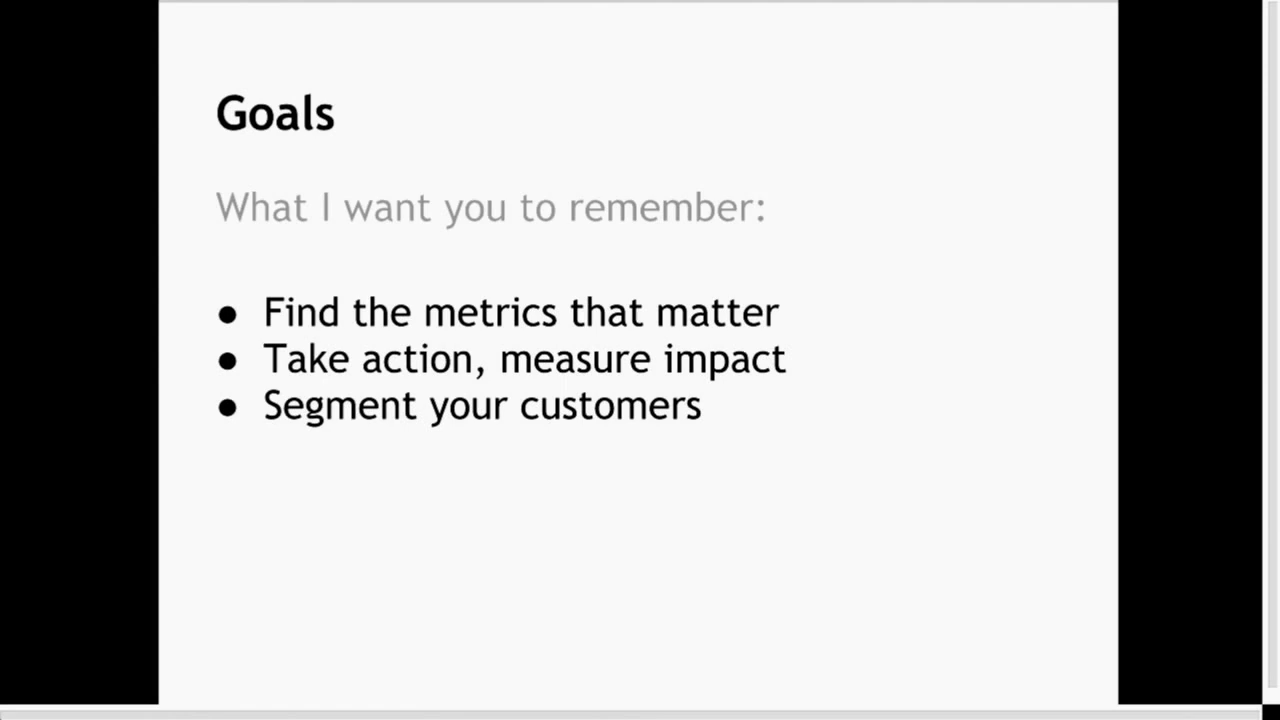 Goals
What I want you to remember:
● Find the metrics that matter
● Take action, measure impact
● Segment your customers